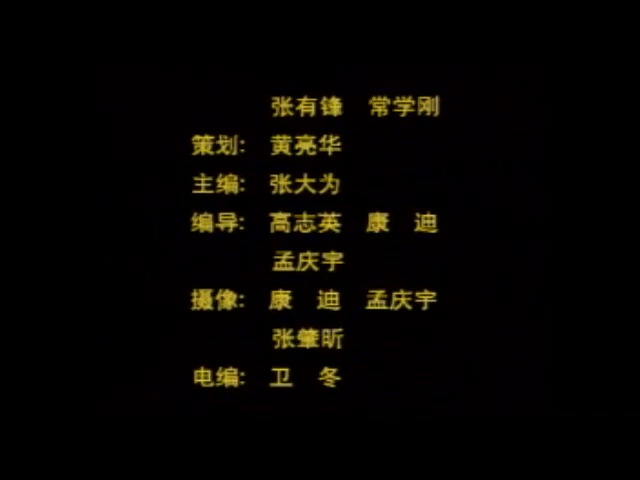 张有锋 常学刚
策划: 黄亮华
主编: 张大为
编导: 高志英 康 迪
孟庆宇
摄像: 康 迪 孟庆宇
张肇昕
电编: 卫 冬